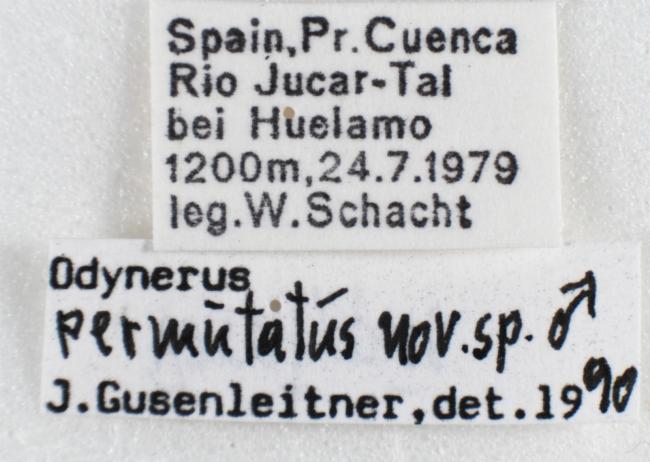 Spain,Pr.Cuenca
Rio Jucar-Tal
bei Huelamo
1200m,24.7.1979
leg.W.Schacht
Odynerus
permutatus nov.sp. ♂
J.Gusenleitner,det.1990